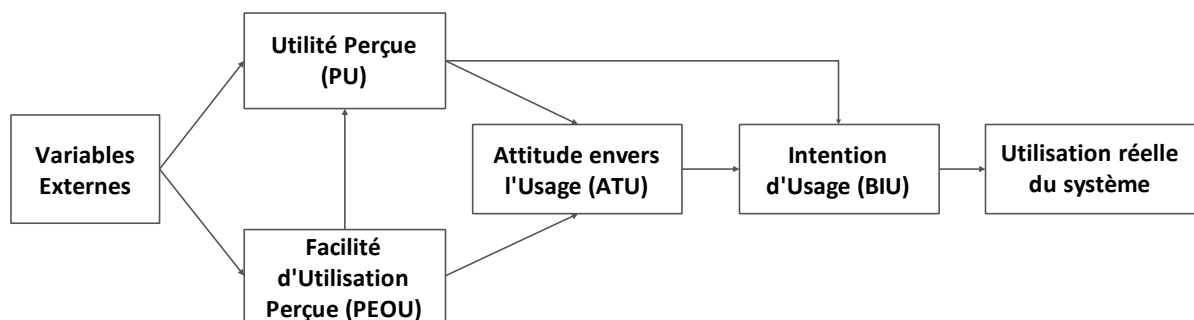 Utilité Perçue
(PU)
Variables
Externes
Attitude envers
l'Usage (ATU)
Intention
d'Usage (BIU)
Utilisation réelle
du système
Facilité
d'Utilisation
Perçue (PEOU)